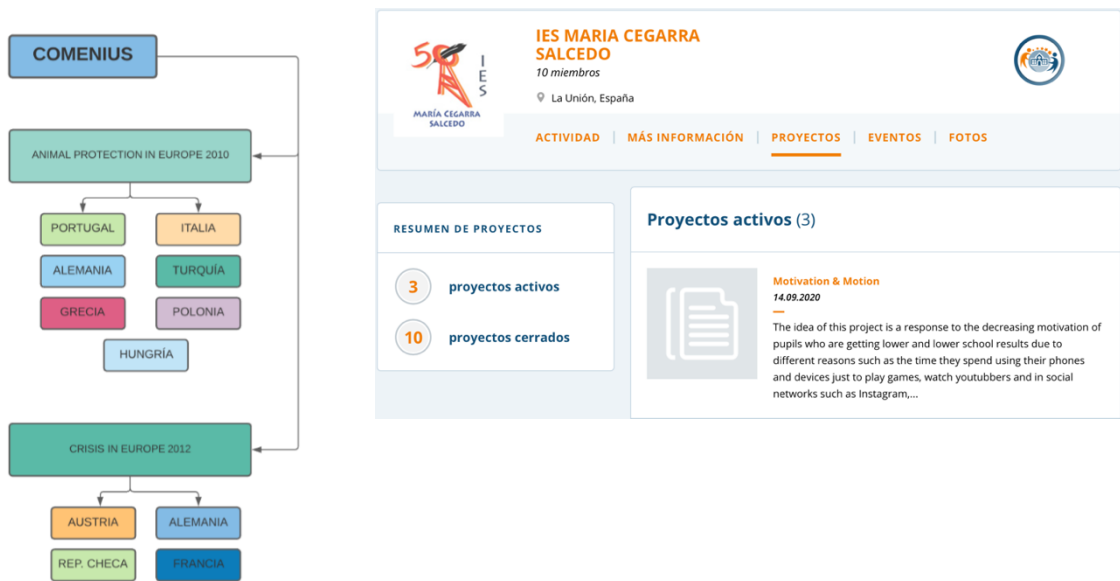 COMENIUS
ANIMAL PROTECTION IN EUROPE 2010
PORTUGAL
ITALIA
ALEMANIA
TURQUÍA
GRECIA
POLONIA
HUNGRÍA
CRISIS IN EUROPE 2012
AUSTRIA
ALEMANIA
REP. CHECA
FRANCIA
50 IES
MARÍA CEGARRA
SALCEDO
IES MARIA CEGARRA
SALCEDO
10 miembros
La Unión, España
ACTIVIDAD | MÁS INFORMACIÓN | PROYECTOS | EVENTOS | FOTOS
RESUMEN DE PROYECTOS
3 proyectos activos
10 proyectos cerrados
Proyectos activos (3)
Motivation & Motion
14.09.2020
The idea of this project is a response to the decreasing motivation of
pupils who are getting lower and lower school results due to
different reasons such as the time they spend using their phones
and devices just to play games, watch youtubbers and in social
networks such as Instagram,...